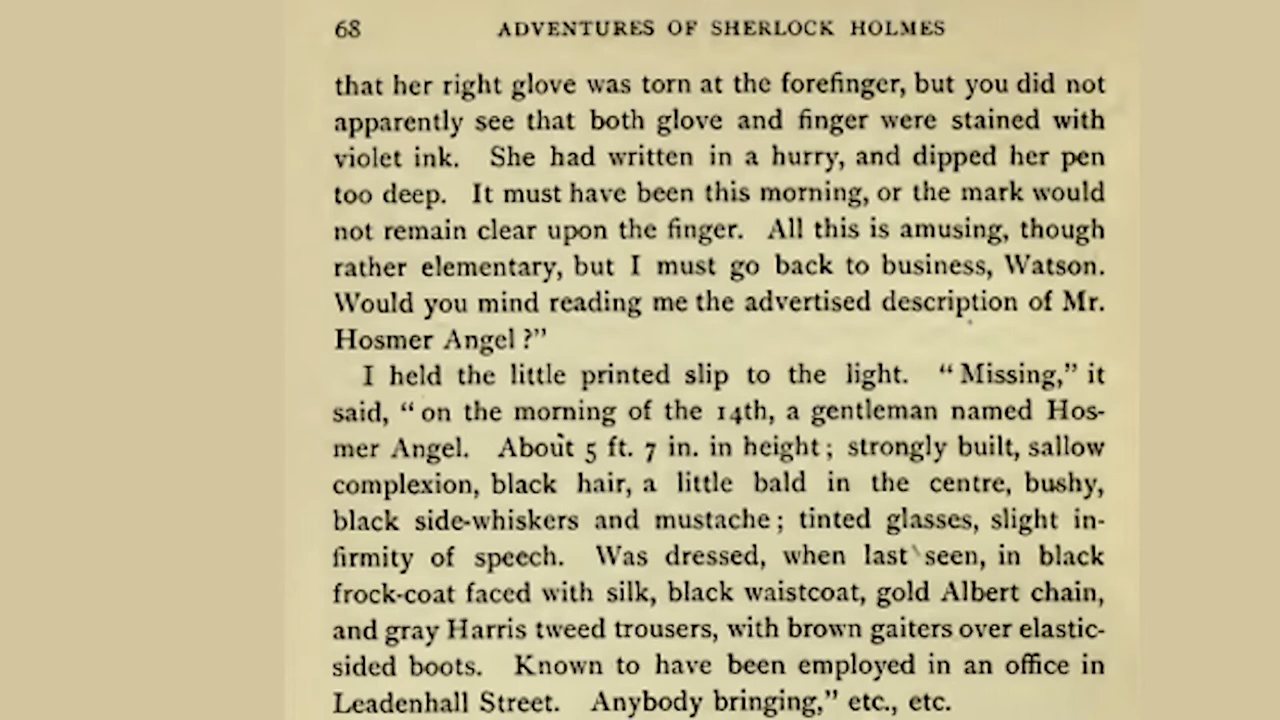 68 ADVENTURES OF SHERLOCK HOLMES
that her right glove was torn at the forefinger, but you did not
apparently see that both glove and finger were stained with
violet ink. She had written in a hurry, and dipped her pen
too deep. It must have been this morning, or the mark would
not remain clear upon the finger. All this is amusing, though
rather elementary, but I must go back to business, Watson.
Would you mind reading me the advertised description of Mr.
Hosmer Angel ?”
I held the little printed slip to the light. “ Missing,” it
said, “ on the morning of the 14th, a gentleman named Hos-
mer Angel. About 5 ft. 7 in. in height ; strongly built, sallow
complexion, black hair, a little bald in the centre, bushy,
black side-whiskers and mustache ; tinted glasses, slight in-
firmity of speech. Was dressed, when last seen, in black
frock-coat faced with silk, black waistcoat, gold Albert chain,
and gray Harris tweed trousers, with brown gaiters over elastic-
sided boots. Known to have been employed in an office in
Leadenhall Street. Anybody bringing,” etc., etc.